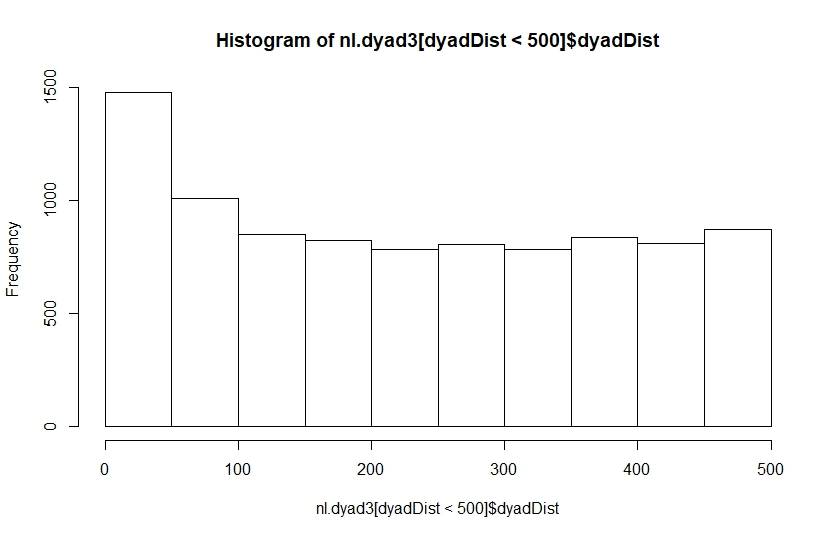 Histogram of nl.dyad3[dyadDist < 500]$dyadDist
1500
1000
500
0
Frequency
0 100 200 300 400 500
nl.dyad3[dyadDist < 500]$dyadDist